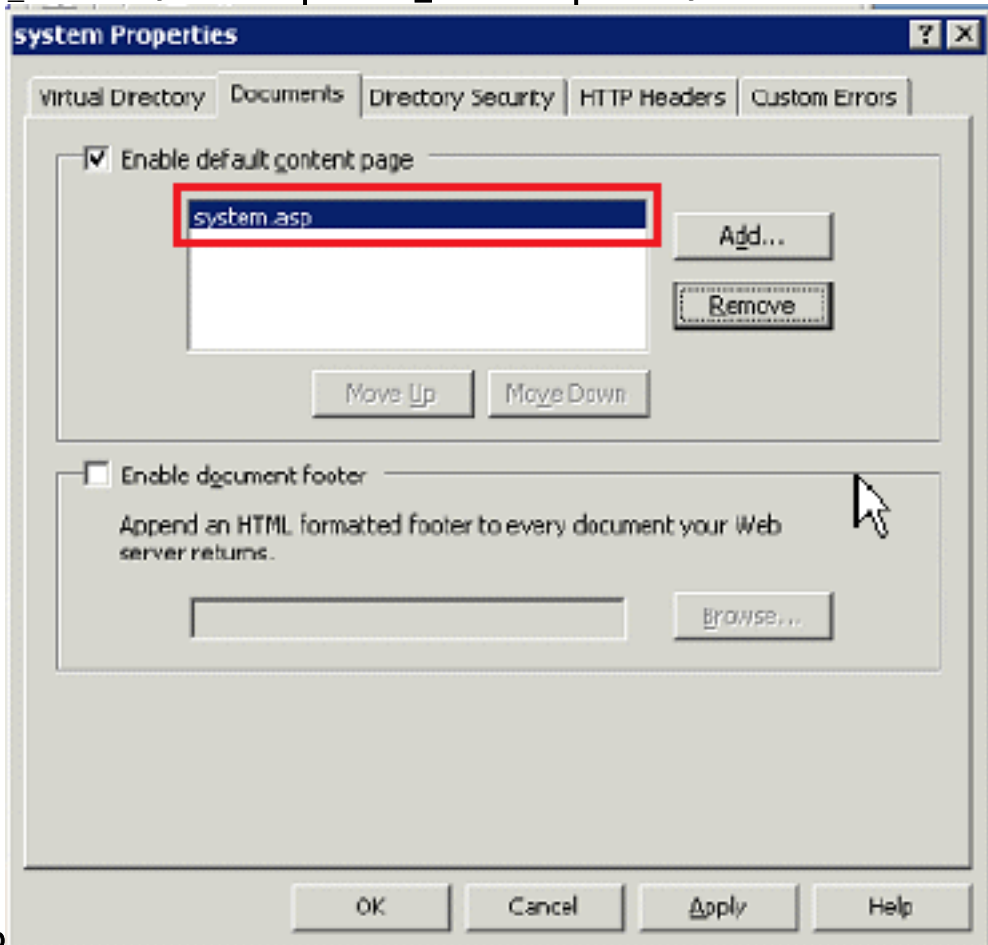 system Properties
Virtual Directory Documents Directory Security HTTP Headers Custom Errors
Enable default content page
system.asp
Add...
Remove
Move Up Move Down
Enable document footer
Append an HTML formatted footer to every document your Web
server returns.
Browse...
OK Cancel Apply Help